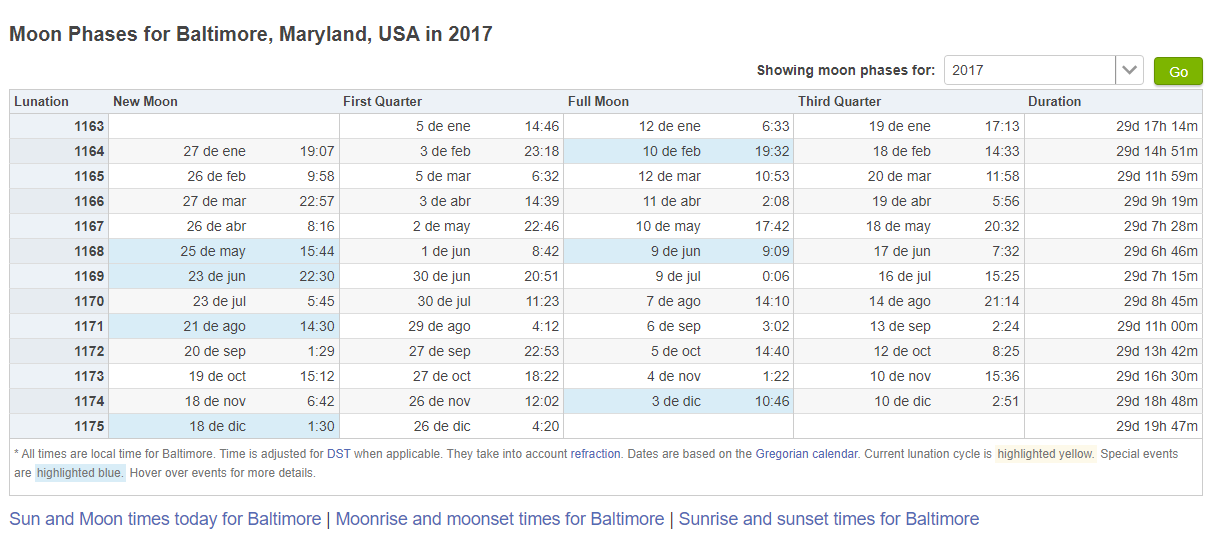 Moon Phases for Baltimore, Maryland, USA in 2017
Showing moon phases for: 2017 Go
Lunation New Moon First Quarter Full Moon Third Quarter Duration
1163 5 de ene 14:46 12 de ene 6:33 19 de ene 17:13 29d 17h 14m
1164 27 de ene 19:07 3 de feb 23:18 10 de feb 19:32 18 de feb 14:33 29d 14h 51m
1165 26 de feb 9:58 5 de mar 6:32 12 de mar 10:53 20 de mar 11:58 29d 11h 59m
1166 27 de mar 22:57 3 de abr 14:39 11 de abr 2:08 19 de abr 5:56 29d 9h 19m
1167 26 de abr 8:16 2 de may 22:46 10 de may 17:42 18 de may 20:32 29d 7h 28m
1168 25 de may 15:44 1 de jun 8:42 9 de jun 9:09 17 de jun 7:32 29d 6h 46m
1169 23 de jun 22:30 30 de jun 20:51 9 de jul 0:06 16 de jul 15:25 29d 7h 15m
1170 23 de jul 5:45 30 de jul 11:23 7 de ago 14:10 14 de ago 21:14 29d 8h 45m
1171 21 de ago 14:30 29 de ago 4:12 6 de sep 3:02 13 de sep 2:24 29d 11h 00m
1172 20 de sep 1:29 27 de sep 22:53 5 de oct 14:40 12 de oct 8:25 29d 13h 42m
1173 19 de oct 15:12 27 de oct 18:22 4 de nov 1:22 10 de nov 15:36 29d 16h 30m
1174 18 de nov 6:42 26 de nov 12:02 3 de dic 10:46 10 de dic 2:51 29d 18h 48m
1175 18 de dic 1:30 26 de dic 4:20 29d 19h 47m
* All times are local time for Baltimore. Time is adjusted for DST when applicable. They take into account refraction. Dates are based on the Gregorian calendar. Current lunation cycle is highlighted yellow. Special events
are highlighted blue. Hover over events for more details.
Sun and Moon times today for Baltimore | Moonrise and moonset times for Baltimore | Sunrise and sunset times for Baltimore